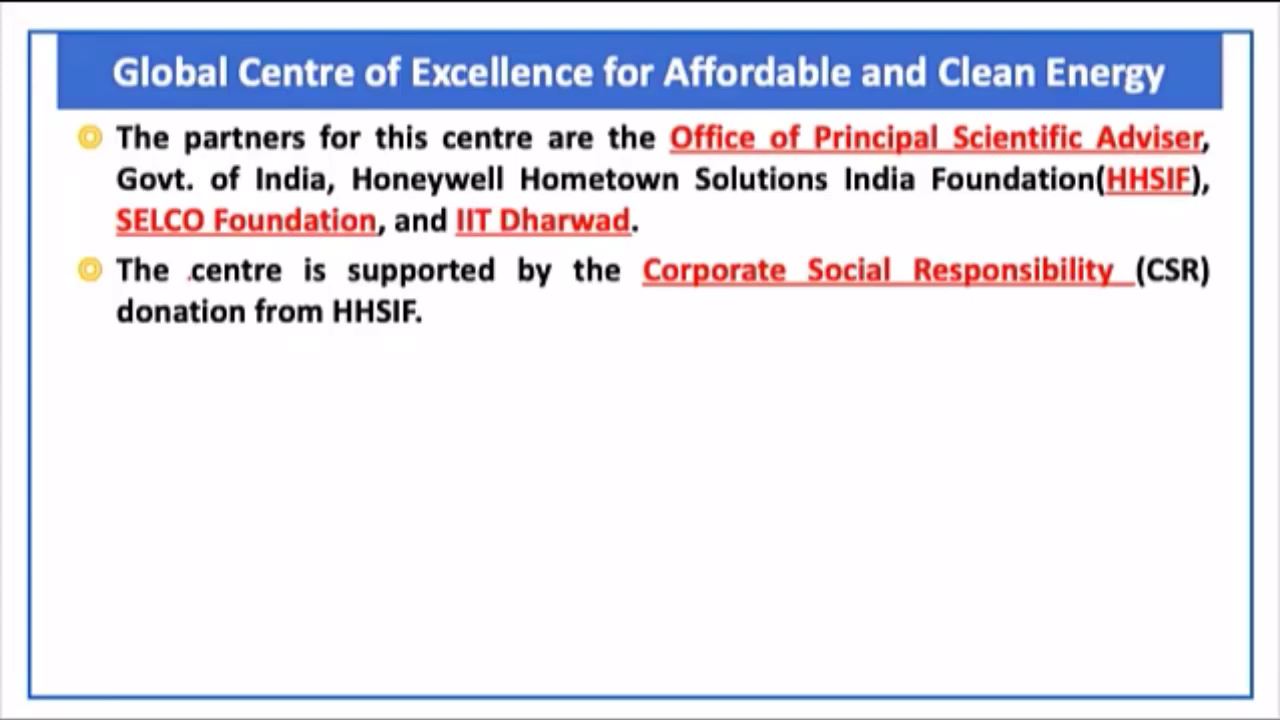 Global Centre of Excellence for Affordable and Clean Energy
The partners for this centre are the Office of Principal Scientific Adviser,
Govt. of India, Honeywell Hometown Solutions India Foundation(HHSIF),
SELCO Foundation, and IIT Dharwad.
The centre is supported by the Corporate Social Responsibility (CSR)
donation from HHSIF.